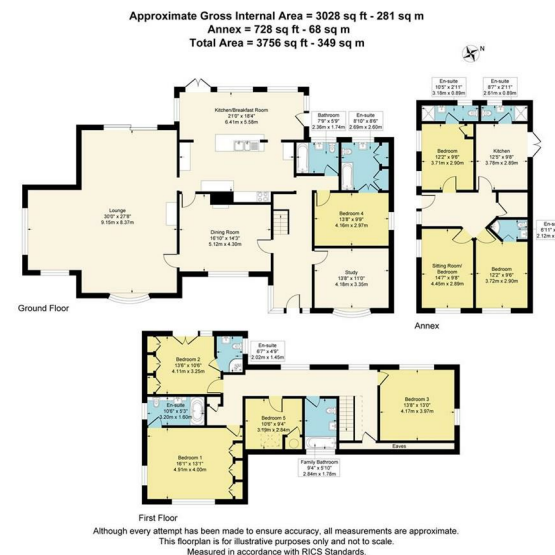 Approximate Gross Internal Area = 3028 sq ft - 281 sq m
Annex = 728 sq ft - 68 sq m
Total Area = 3756 sq ft - 349 sq m
N
Kitchen/Breakfast Room
21'0" x 18'4"
6.41m x 5.58m
Bathroom
7'9" x 5'9"
2.36m x 1.74m
En-suite
8'10" x 8'6"
2.69m x 2.60m
Lounge
30'0" x 27'6"
9.15m x 8.37m
Dining Room
16'10" x 14'3"
5.12m x 4.30m
Bedroom 4
13'8" x 9'9"
4.16m x 2.97m
Study
13'8" x 11'0"
4.18m x 3.35m
Ground Floor
En-suite
10'5" x 2'11"
3.18m x 0.89m
En-suite
8'7" x 2'11"
2.61m x 0.89m
Bedroom
12'2" x 9'6"
3.71m x 2.90m
Kitchen
12'5" x 9'6"
3.78m x 2.89m
En-su
6'11" x
2.12m x
Sitting Room/
Bedroom
14'7" x 9'6"
4.45m x 2.89m
Bedroom
12'2" x 9'6"
3.72m x 2.90m
Annex
Bedroom 2
13'6" x 10'8"
4.11m x 3.25m
En-suite
6'7" x 4'9"
2.02m x 1.45m
En-suite
10'6" x 5'3"
3.20m x 1.60m
Bedroom 1
16'1" x 13'1"
4.91m x 4.00m
Bedroom 5
10'6" x 9'4"
3.19m x 2.84m
Family Bathroom
9'4" x 5'10"
2.84m x 1.78m
Bedroom 3
13'8" x 13'0"
4.17m x 3.97m
Eaves
First Floor
Although every attempt has been made to ensure accuracy, all measurements are approximate.
This floorplan is for illustrative purposes only and not to scale.
Measured in accordance with RICS Standards.